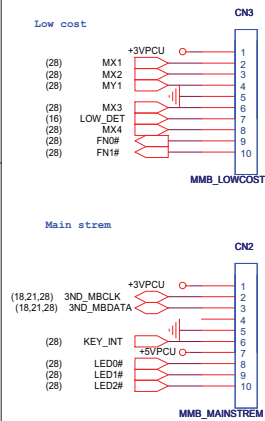 CN3
Low cost
+3VPCU 1
(28) MX1 2
(28) MX2 3
(28) MY1 4
5
(28) MX3 6
(16) LOW_DET 7
(28) MX4 8
(28) FN0# 9
(28) FN1# 10
MMB_LOWCOST
Main strem
CN2
+3VPCU 1
(18,21,28) 3ND_MBCLK 2
(18,21,28) 3ND_MBDATA 3
4
5
(28) KEY_INT 6
+5VPCU 7
(28) LED0# 8
(28) LED1# 9
(28) LED2# 10
MMB_MAINSTREM